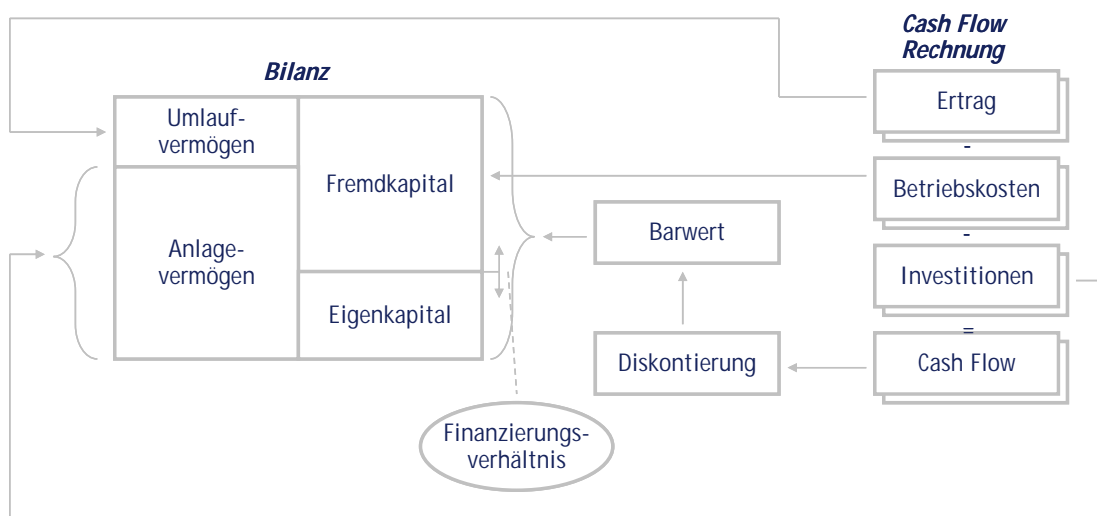 Cash Flow
Rechnung
Bilanz
Umlauf-
vermögen
Fremdkapital
Anlage-
vermögen
Eigenkapital
Finanzierungs-
verhältnis
Barwert
Diskontierung
Ertrag
-
Betriebskosten
-
Investitionen
=
Cash Flow